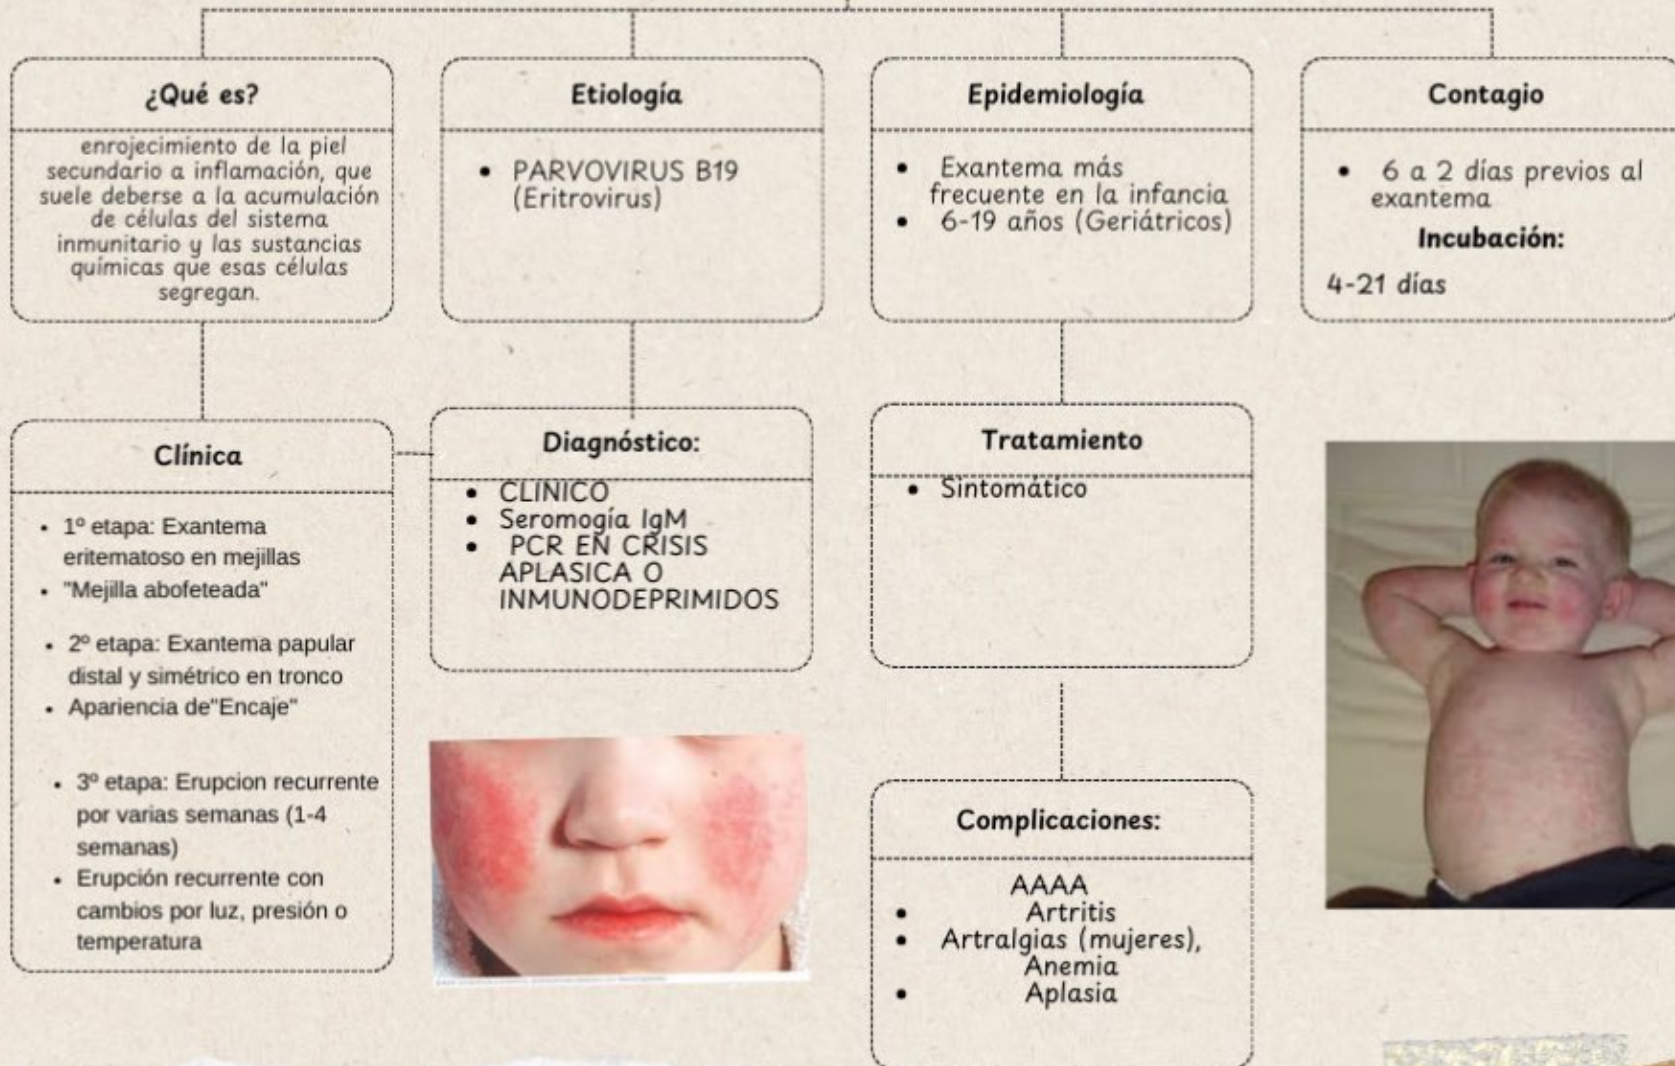 ¿Qué es?
enrojecimiento de la piel
secundario a inflamación, que
suele deberse a la acumulación
de células del sistema
inmunitario y las sustancias
químicas que esas células
segregan.
Etiología
• PARVOVIRUS B19
(Eritrovirus)
Epidemiología
• Exantema más
frecuente en la infancia
• 6-19 años (Geriátricos)
Contagio
• 6 a 2 días previos al
exantema
Incubación:
4-21 días
Clínica
• 1º etapa: Exantema
eritematoso en mejillas
• "Mejilla abofeteada"
• 2º etapa: Exantema papular
distal y simétrico en tronco
• Apariencia de"Encaje"
• 3º etapa: Erupcion recurrente
por varias semanas (1-4
semanas)
• Erupción recurrente con
cambios por luz, presión o
temperatura
Diagnóstico:
• CLINICO
• Seromogía IgM
• PCR EN CRISIS
APLASICA O
INMUNODEPRIMIDOS
Tratamiento
• Sintomático
Complicaciones:
AAAA
• Artritis
• Artralgias (mujeres),
Anemia
• Aplasia